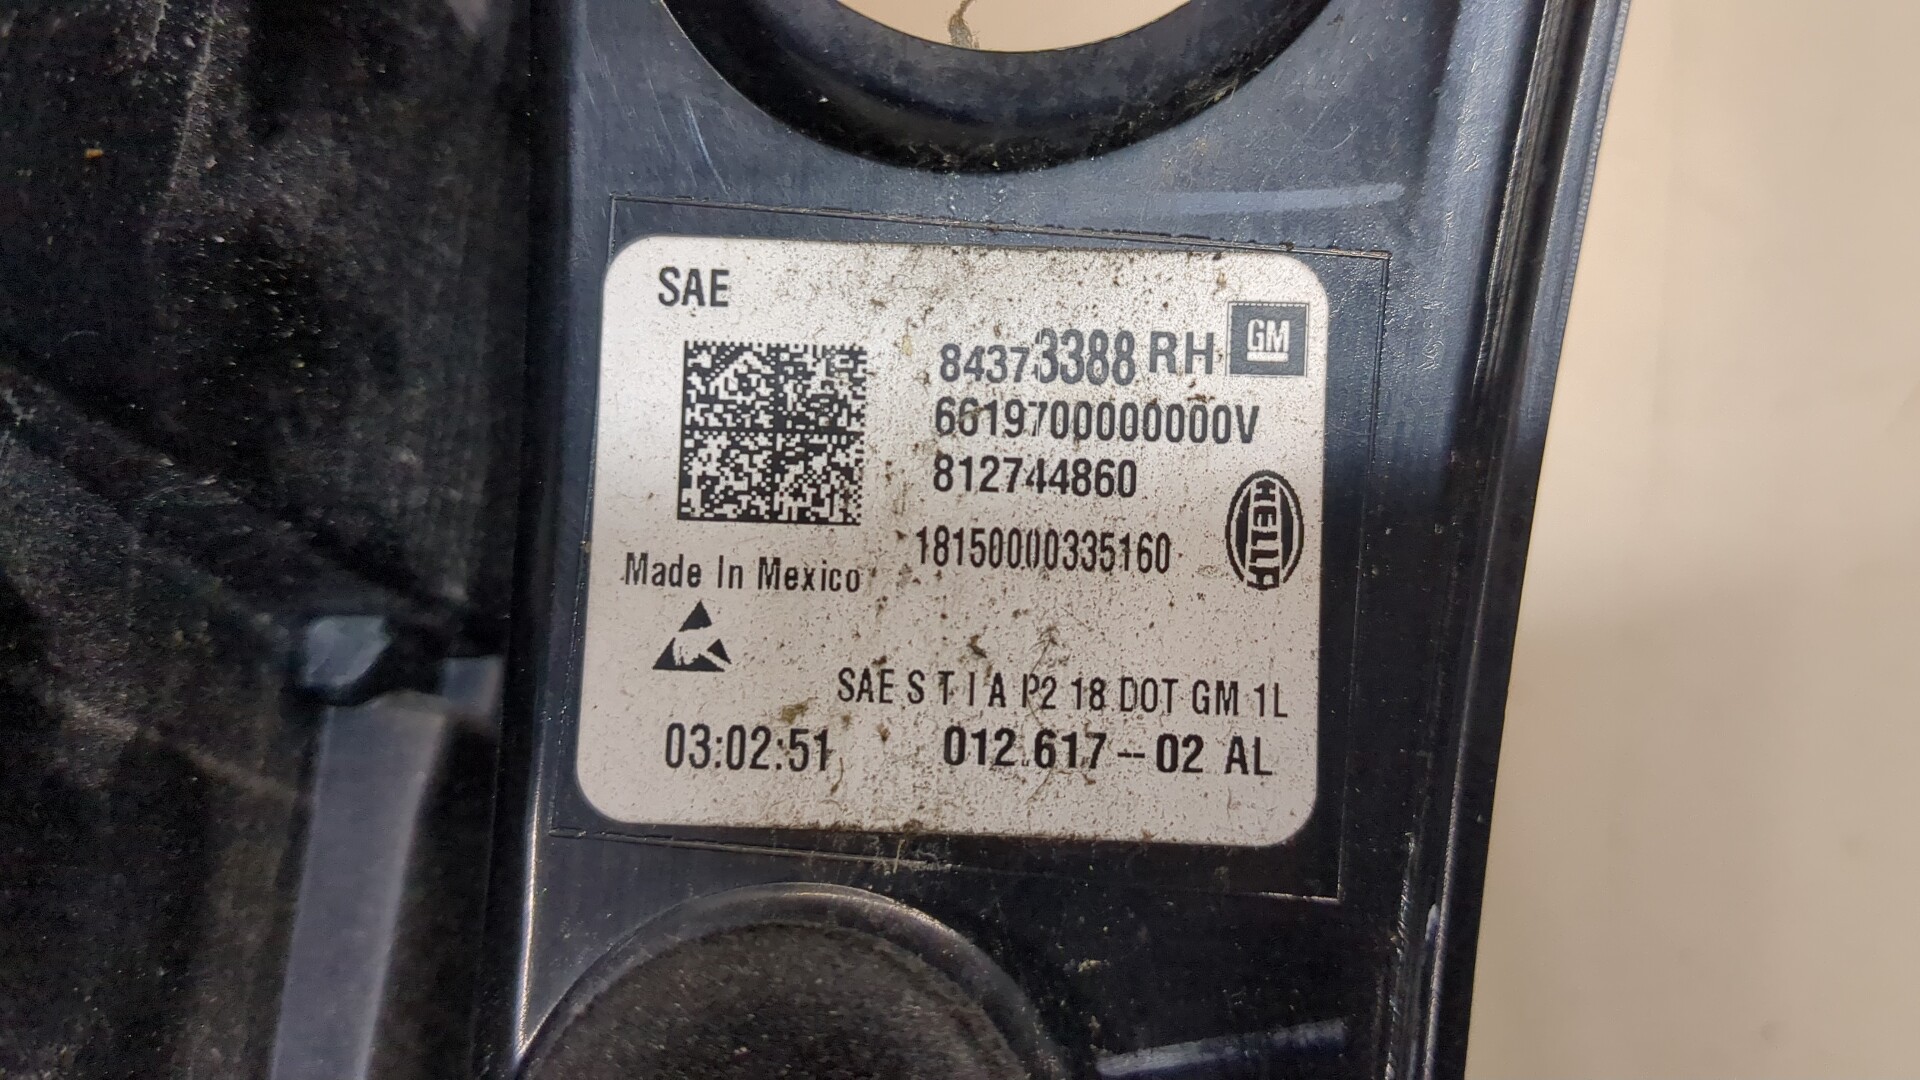 SAE
84373388 RH GM
6619700000000V
812744860
HELLA
18150000335160
Made In Mexico
SAE S T I A P2 18 DOT GM 1L
03:02:51 012.617-02 AL